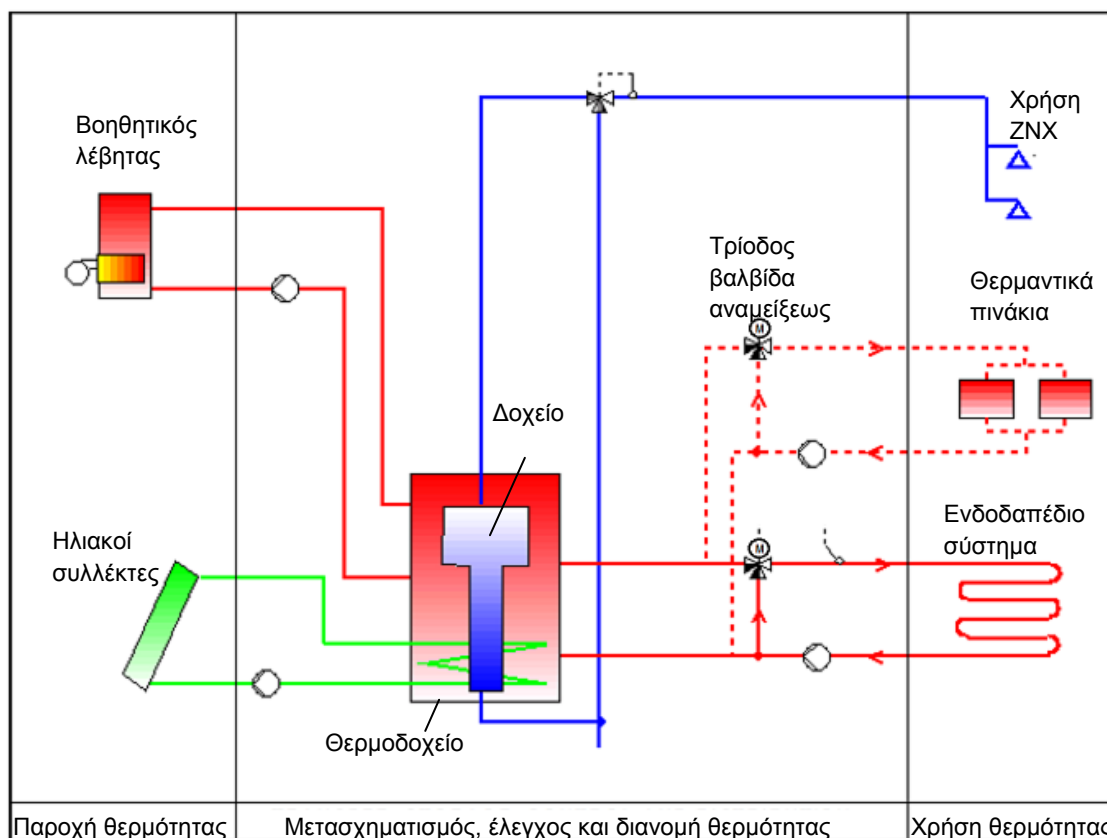 Βοηθητικός
λέβητας
Χρήση
ΖΝΧ
Τρίοδος
βαλβίδα
αναμείξεως
M
Θερμαντικά
πινάκια
Δοχείο
Ηλιακοί
συλλέκτες
Ενδοδαπέδιο
σύστημα
M
Θερμοδοχείο
Παροχή θερμότητας
Μετασχηματισμός, έλεγχος και διανομή θερμότητας
Χρήση θερμότητας